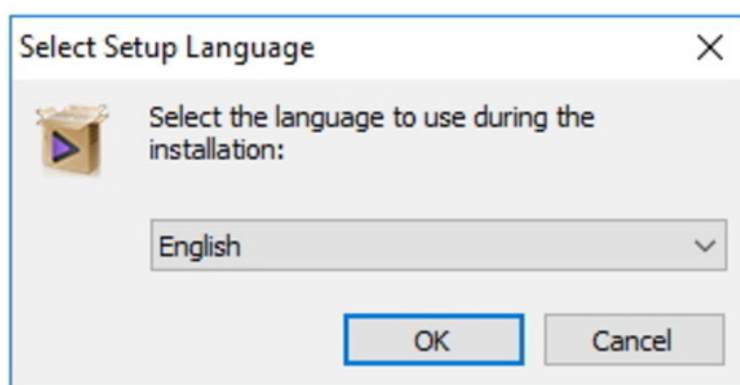 Select Setup Language
Select the language to use during the
installation:
English
OK
Cancel